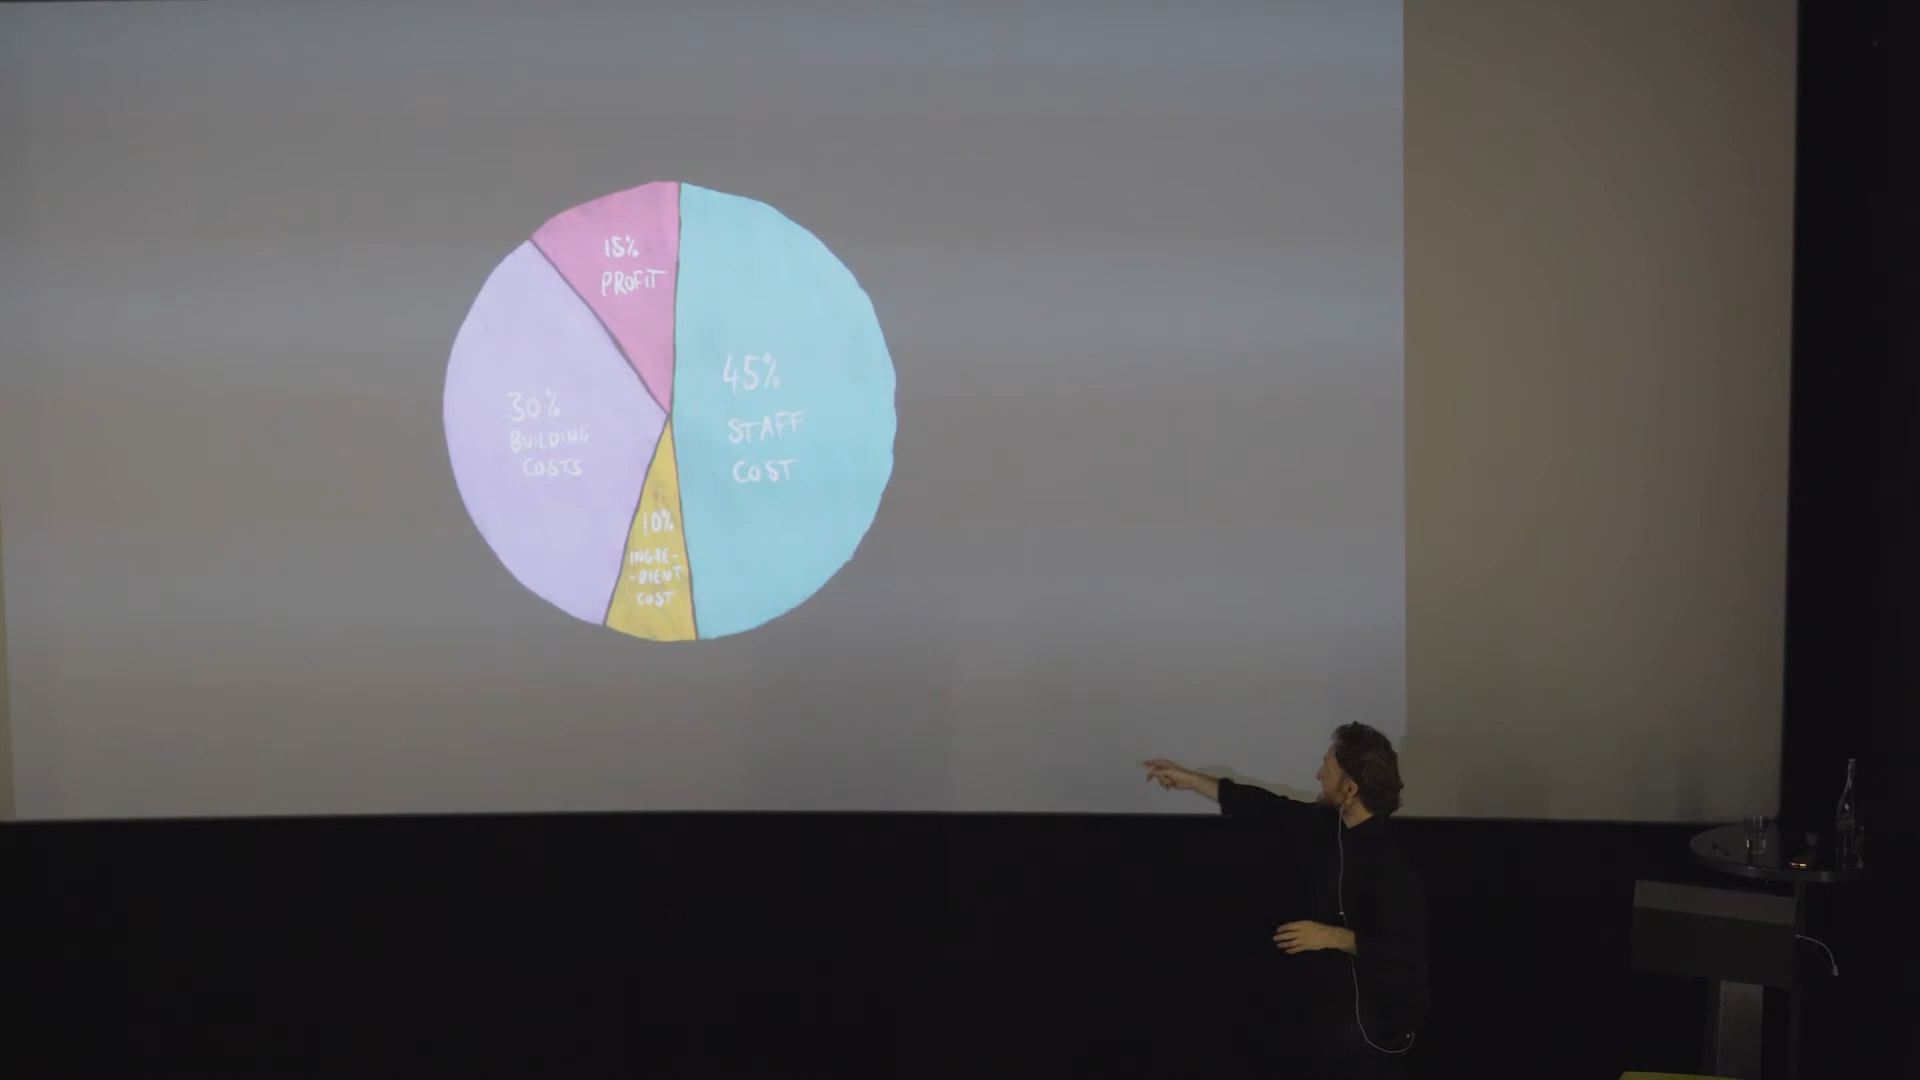 15%
PROFIT
45%
STAFF
COST
30%
BUILDING
COSTS
10%
INGRE-
-DIENT
COST